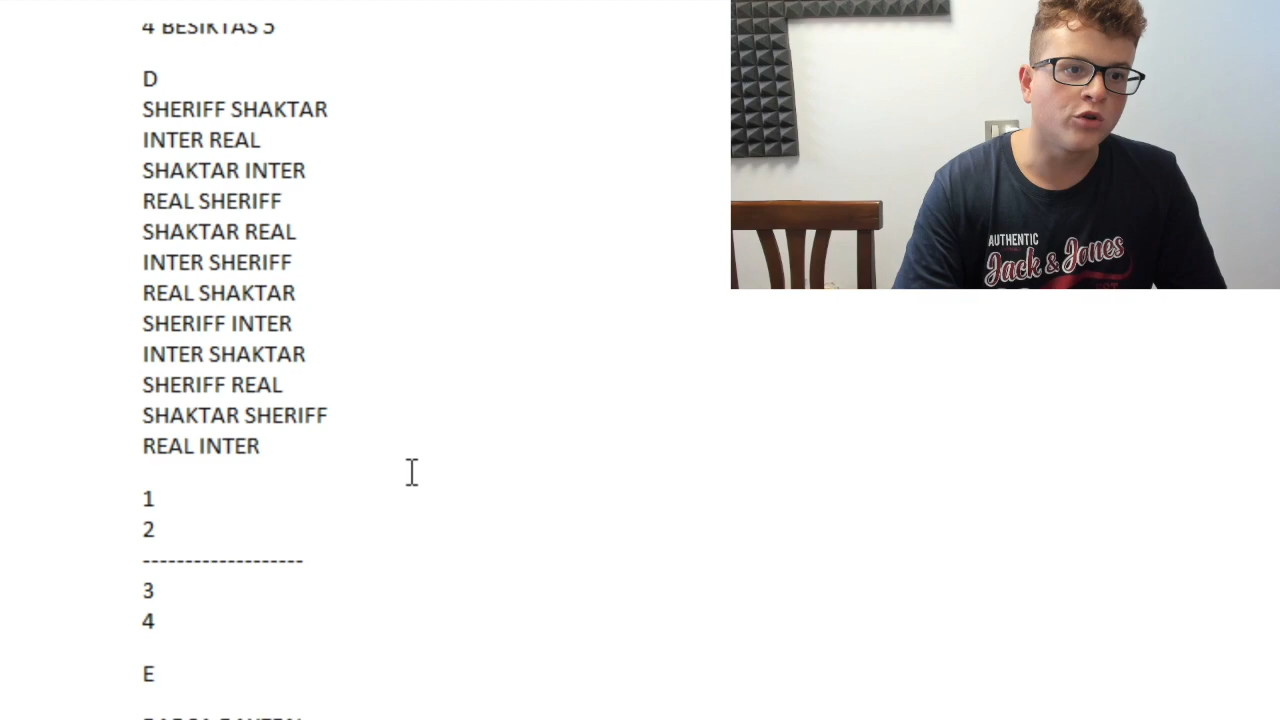 4 BESIKTAS 5
D
SHERIFF SHAKTAR
INTER REAL
SHAKTAR INTER
REAL SHERIFF
SHAKTAR REAL
INTER SHERIFF
REAL SHAKTAR
SHERIFF INTER
INTER SHAKTAR
SHERIFF REAL
SHAKTAR SHERIFF
REAL INTER
1
2
-------------------
3
4
E
AUTHENTIC
Jack & Jones